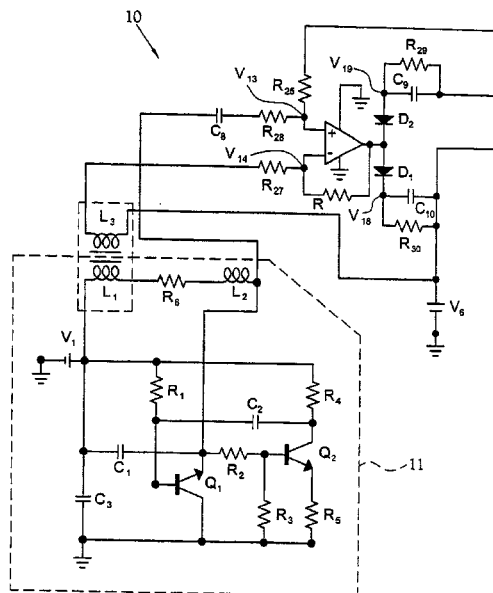 10
R29
V19
C9
V13
R25
D2
C8
R28
+
V14
-
R27
R
D1
C10
V18
R30
L3
L1
R6
L2
V6
V1
R1
C2
R4
C1
R2
Q2
11
Q1
C3
R3
R5